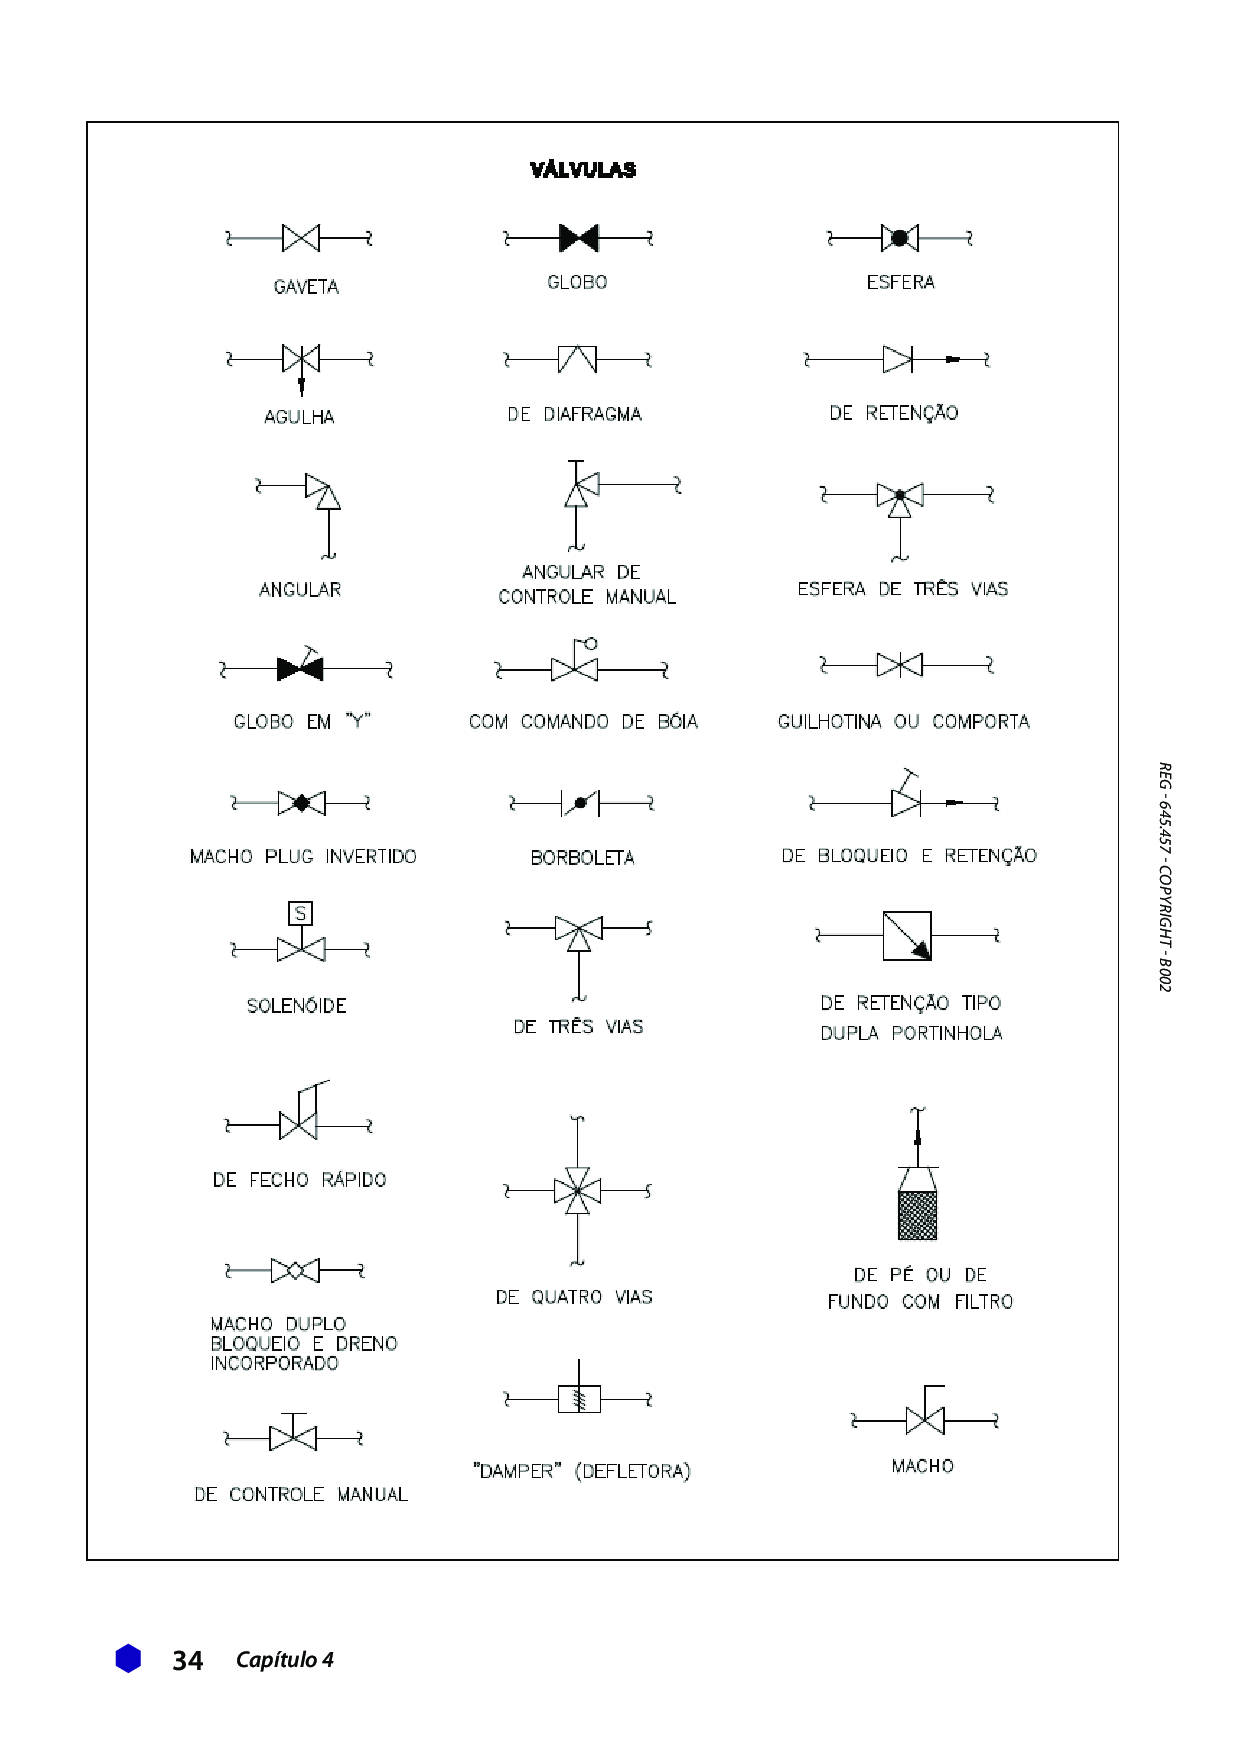 VÁLVULAS
GAVETA
GLOBO
ESFERA
AGULHA
DE DIAFRAGMA
DE RETENÇÃO
ANGULAR
ANGULAR DE
CONTROLE MANUAL
ESFERA DE TRÊS VIAS
GLOBO EM "Y"
COM COMANDO DE BÓIA
GUILHOTINA OU COMPORTA
MACHO PLUG INVERTIDO
BORBOLETA
DE BLOQUEIO E RETENÇÃO
S
SOLENÓIDE
DE TRÊS VIAS
DE RETENÇÃO TIPO
DUPLA PORTINHOLA
DE FECHO RÁPIDO
DE QUATRO VIAS
DE PÉ OU DE
FUNDO COM FILTRO
MACHO DUPLO
BLOQUEIO E DRENO
INCORPORADO
"DAMPER" (DEFLETORA)
MACHO
DE CONTROLE MANUAL
REG - 645.457 - COPYRIGHT - B002
34 Capítulo 4